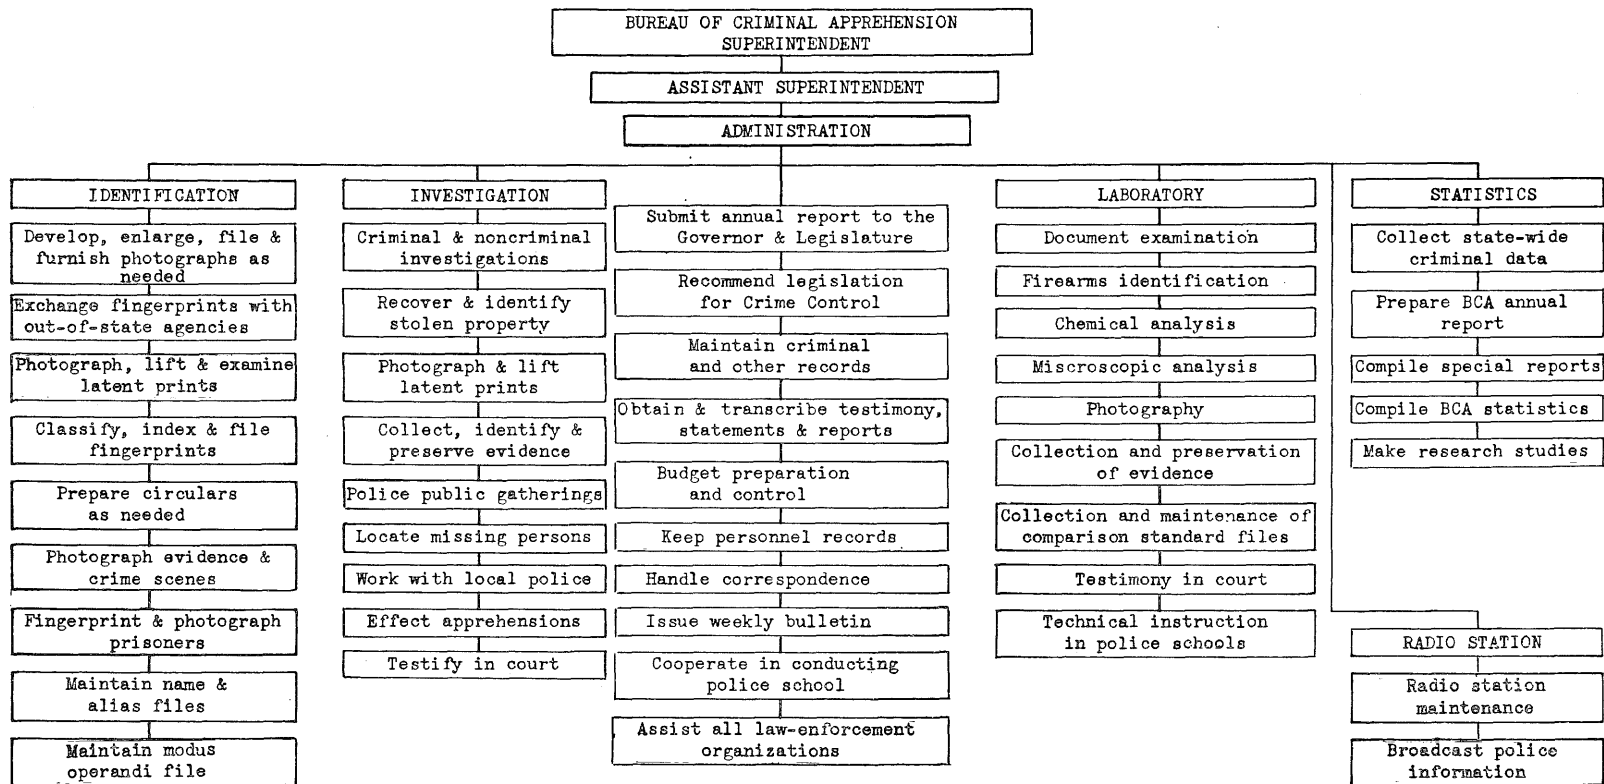 BUREAU OF CRIMINAL APPREHENSION
SUPERINTENDENT
ASSISTANT SUPERINTENDENT
ADMINISTRATION
IDENTIFICATION
Develop, enlarge, file &
furnish photographs as
needed
Exchange fingerprints with
out-of-state agencies
Photograph, lift & examine
latent prints
Classify, index & file
fingerprints
Prepare circulars
as needed
Photograph evidence &
crime scenes
Fingerprint & photograph
prisoners
Maintain name &
alias files
Maintain modus
operandi file
INVESTIGATION
Criminal & noncriminal
investigations
Recover & identify
stolen property
Photograph & lift
latent prints
Collect, identify &
preserve evidence
Police public gatherings
Locate missing persons
Work with local police
Effect apprehensions
Testify in court
Submit annual report to the
Governor & Legislature
Recommend legislation
for Crime Control
Maintain criminal
and other records
Obtain & transcribe testimony,
statements & reports
Budget preparation
and control
Keep personnel records
Handle correspondence
Issue weekly bulletin
Cooperate in conducting
police school
Assist all law-enforcement
organizations
LABORATORY
Document examination
Firearms identification
Chemical analysis
Miscroscopic analysis
Photography
Collection and preservation
of evidence
Collection and maintenance of
comparison standard files
Testimony in court
Technical instruction
in police schools
STATISTICS
Collect state-wide
criminal data
Prepare BCA annual
report
Compile special reports
Compile BCA statistics
Make research studies
RADIO STATION
Radio station
maintenance
Broadcast police
information